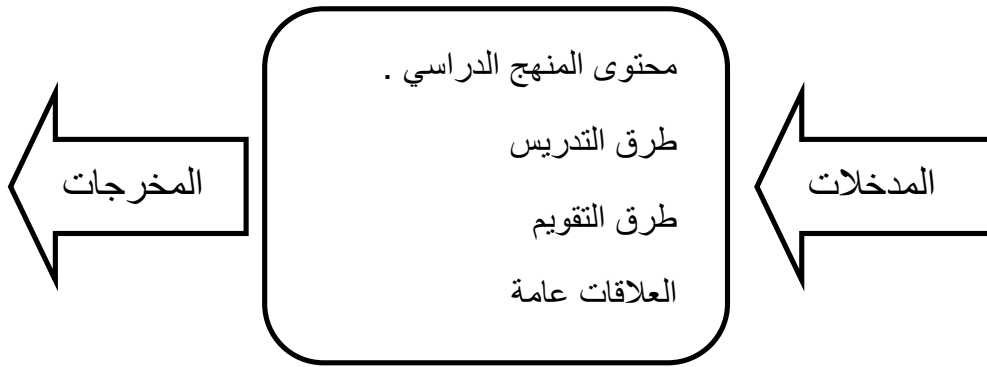 المدخلات
محتوى المنهج الدراسي .
طرق التدريس
طرق التقويم
العلاقات عامة
المخرجات